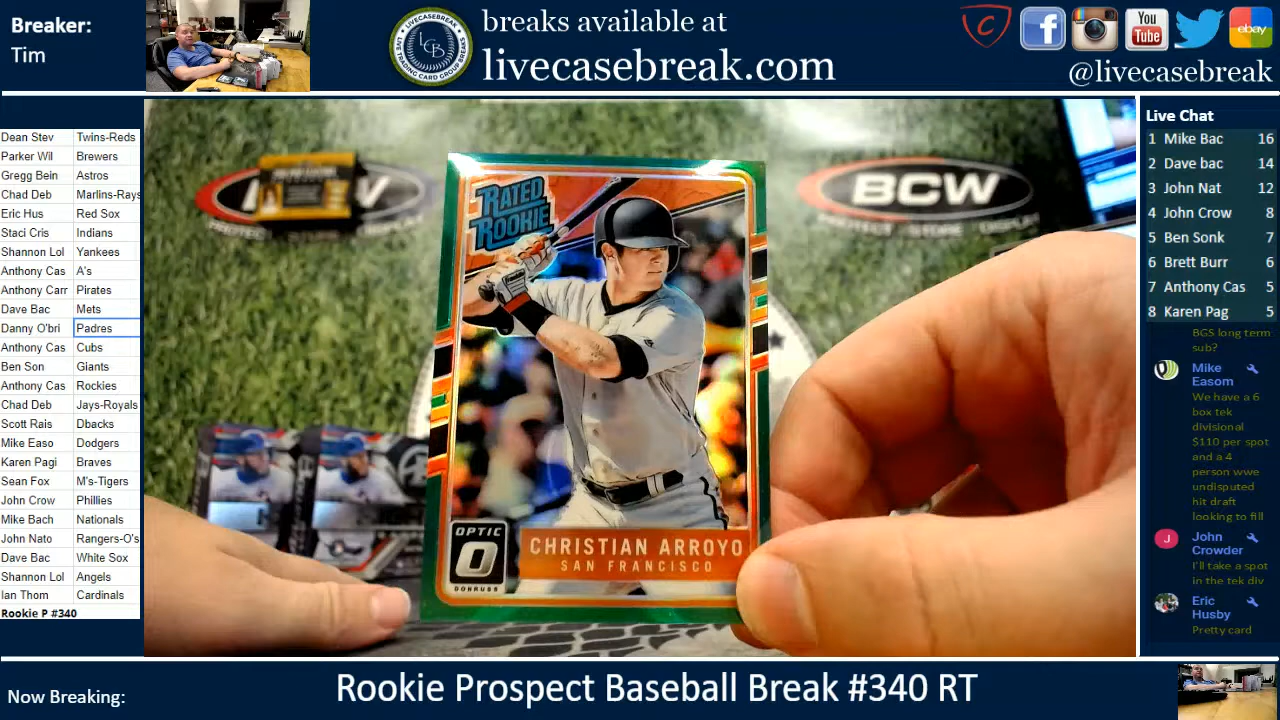 Breaker:
Tim
breaks available at
livecasebreak.com
@livecasebreak
You
Tube
ebay
Dean Stev Twins-Reds
Parker Wil Brewers
Gregg Bein Astros
Chad Deb Marlins-Rays
Eric Hus Red Sox
Staci Cris Indians
Shannon Lol Yankees
Anthony Cas A's
Anthony Carr Pirates
Dave Bac Mets
Danny O'bri Padres
Anthony Cas Cubs
Ben Son Giants
Anthony Cas Rockies
Chad Deb Jays-Royals
Scott Rais Dbacks
Mike Easo Dodgers
Karen Pagi Braves
Sean Fox M's-Tigers
John Crow Phillies
Mike Bach Nationals
John Nato Rangers-O's
Dave Bac White Sox
Shannon Lol Angels
Ian Thom Cardinals
Rookie P #340
BCW
RATED
ROOKIE
OPTIC
DONRUSS
CHRISTIAN ARROYO
SAN FRANCISCO
Live Chat
1 Mike Bac 16
2 Dave bac 14
3 John Nat 12
4 John Crow 8
5 Ben Sonk 7
6 Brett Burr 6
7 Anthony Cas 5
8 Karen Pag 5
BGS long term
sub?
Mike
Easom
We have a 6
box tek
divisional
$110 per spot
and a 4
person wwe
undisputed
hit draft
looking to fill
John
Crowder
I'll take a spot
in the tek div
Eric
Husby
Pretty card
Now Breaking:
Rookie Prospect Baseball Break #340 RT